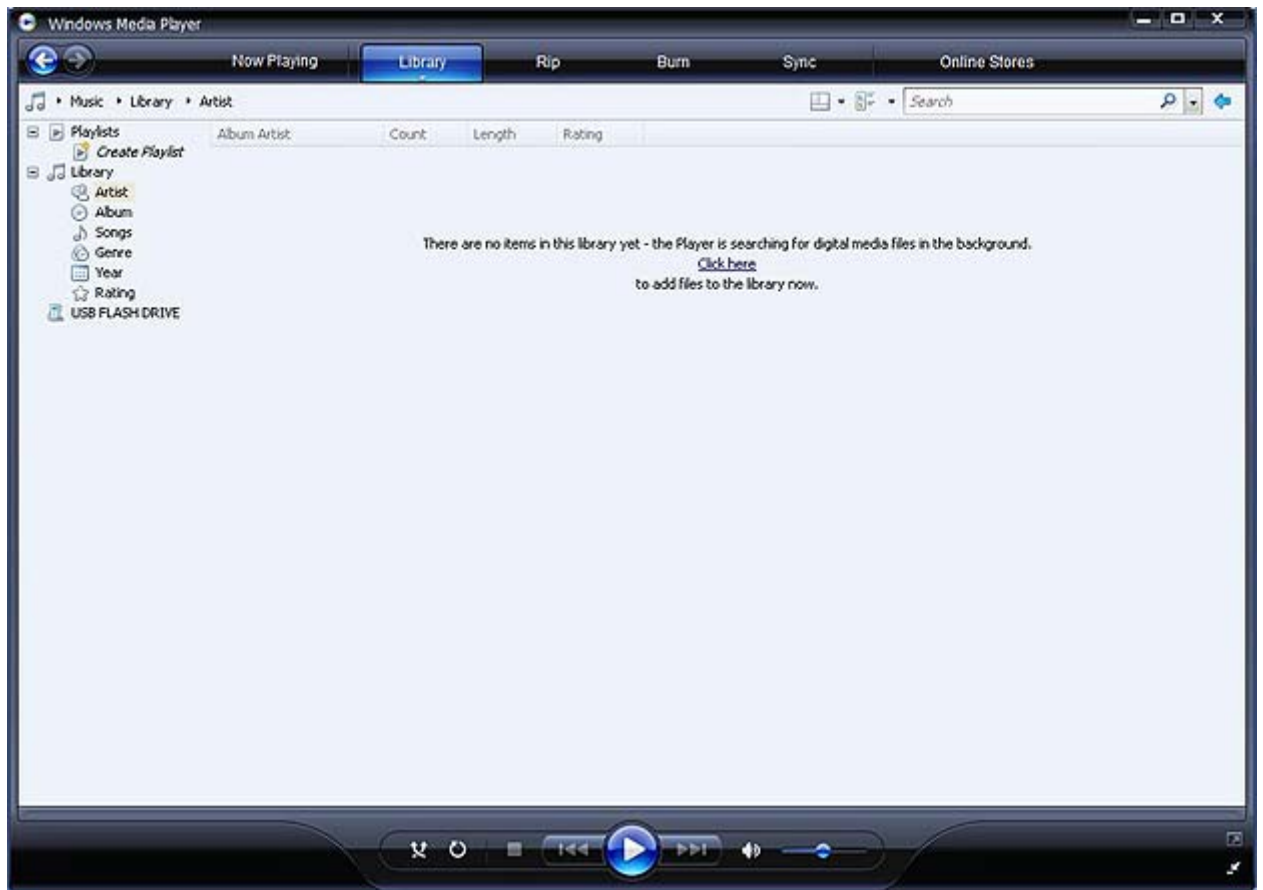 Windows Media Player
Now Playing Library Rip Burn Sync Online Stores
Music Library Artist Search
Playlists Album Artist Count Length Rating
Create Playlist
Library
Artist
Album
Songs
There are no items in this library yet - the Player is searching for digital media files in the background.
Genre
Click here
Year
to add files to the library now.
Rating
USB FLASH DRIVE